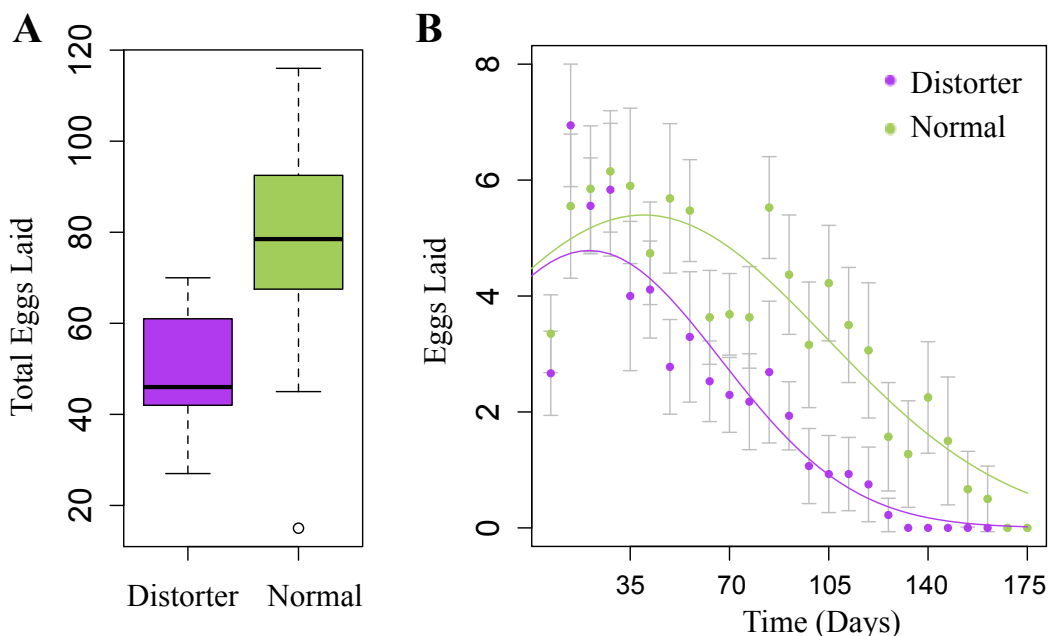 A
Total Eggs Laid
120
100
80
60
40
20
Distorter Normal
B
Eggs Laid
8
6
4
2
0
Distorter
Normal
35 70 105 140 175
Time (Days)